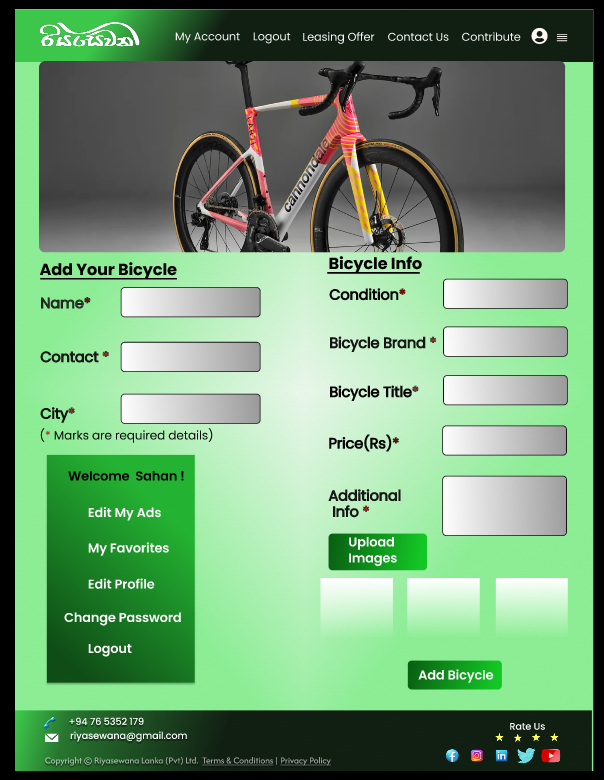 රියසෙවන
My Account Logout Leasing Offer Contact Us Contribute
cannondale
Add Your Bicycle
Name*
Contact *
City*
(* Marks are required details)
Welcome Sahan !
Edit My Ads
My Favorites
Edit Profile
Change Password
Logout
Bicycle Info
Condition*
Bicycle Brand *
Bicycle Title*
Price(Rs)*
Additional
Info *
Upload
Images
Add Bicycle
+94 76 5352 179
riyasewana@gmail.com
Copyright © Riyasewana Lanka (Pvt) Ltd. Terms & Conditions | Privacy Policy
Rate Us